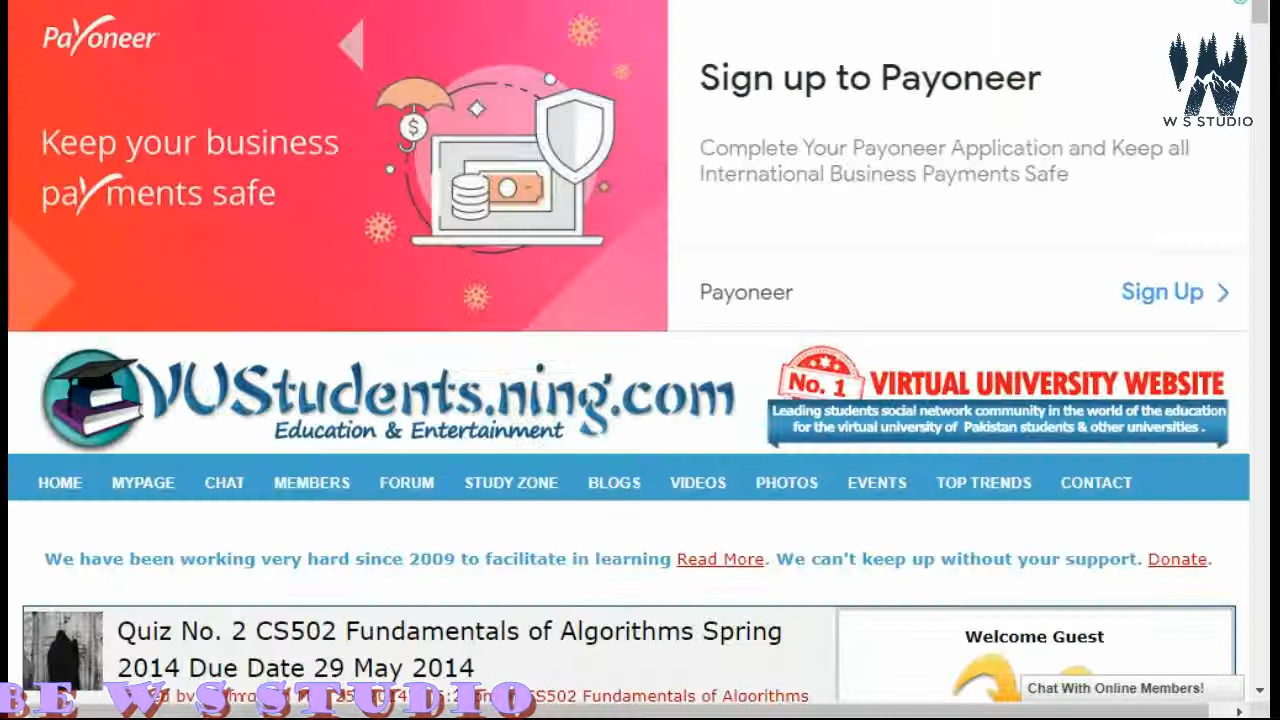 Payoneer
Keep your business
payments safe
Sign up to Payoneer
Complete Your Payoneer Application and Keep all
International Business Payments Safe
Payoneer
Sign Up
W S STUDIO
VUStudents.ning.com
Education & Entertainment
No. 1 VIRTUAL UNIVERSITY WEBSITE
Leading students social network community in the world of the education
for the virtual university of Pakistan students & other universities .
HOME MYPAGE CHAT MEMBERS FORUM STUDY ZONE BLOGS VIDEOS PHOTOS EVENTS TOP TRENDS CONTACT
We have been working very hard since 2009 to facilitate in learning Read More. We can't keep up without your support. Donate.
Quiz No. 2 CS502 Fundamentals of Algorithms Spring
2014 Due Date 29 May 2014
CS502 Fundamentals of Algorithms
Welcome Guest
Chat With Online Members!
BE W S STUDIO